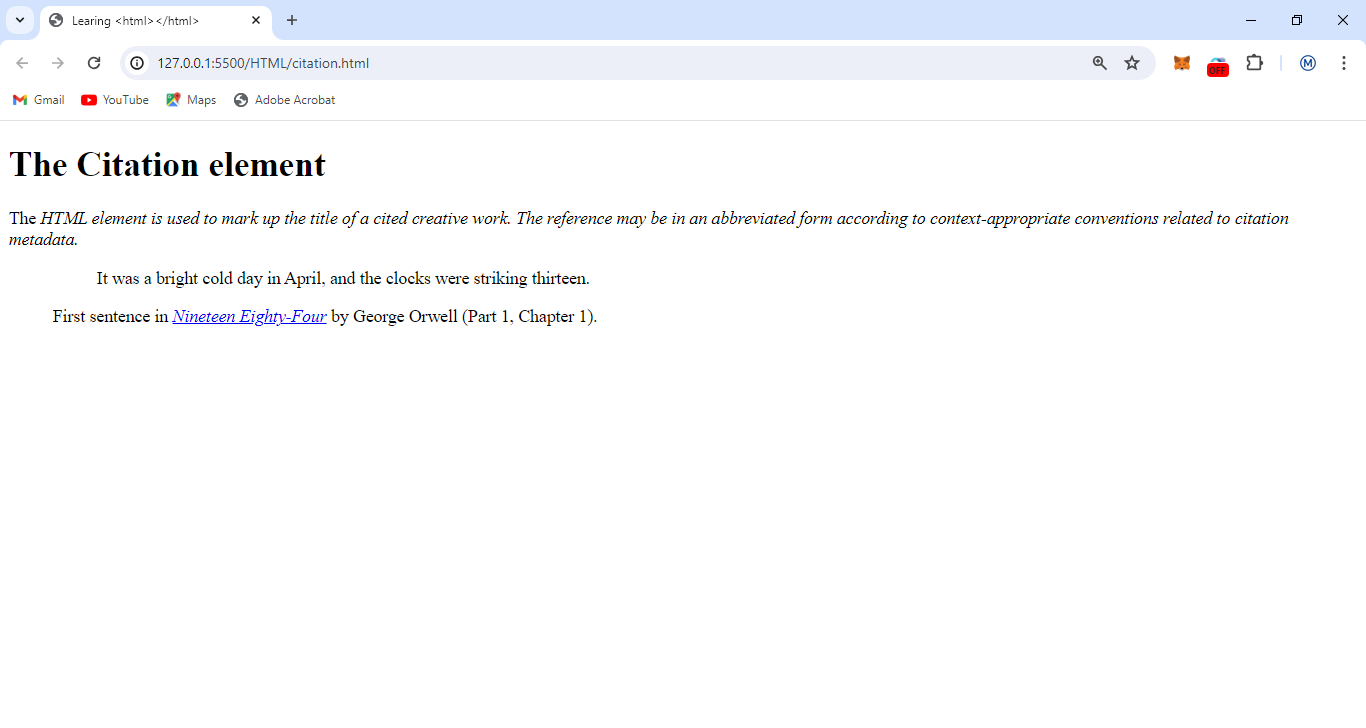 Learing <html></html>
127.0.0.1:5500/HTML/citation.html
OFF
M
Gmail YouTube Maps Adobe Acrobat
The Citation element
The HTML element is used to mark up the title of a cited creative work. The reference may be in an abbreviated form according to context-appropriate conventions related to citation
metadata.
It was a bright cold day in April, and the clocks were striking thirteen.
First sentence in Nineteen Eighty-Four by George Orwell (Part 1, Chapter 1).